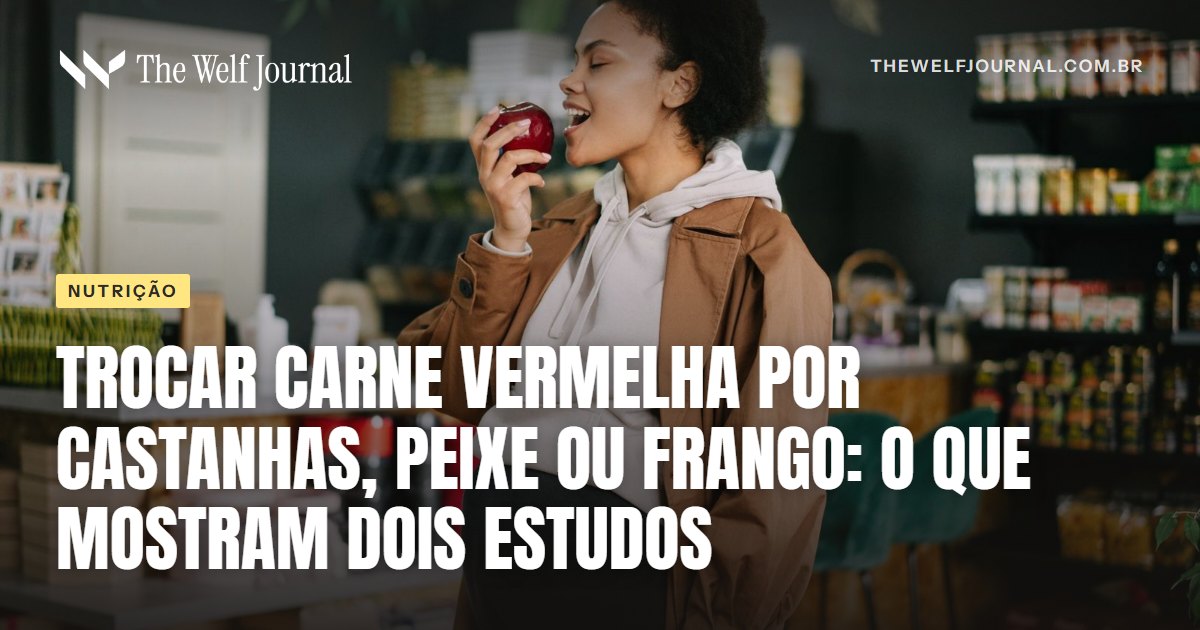 The Welf Journal
THEWELFJOURNAL.COM.BR
NUTRIÇÃO
TROCAR CARNE VERMELHA POR
CASTANHAS, PEIXE OU FRANGO: O QUE
MOSTRAM DOIS ESTUDOS